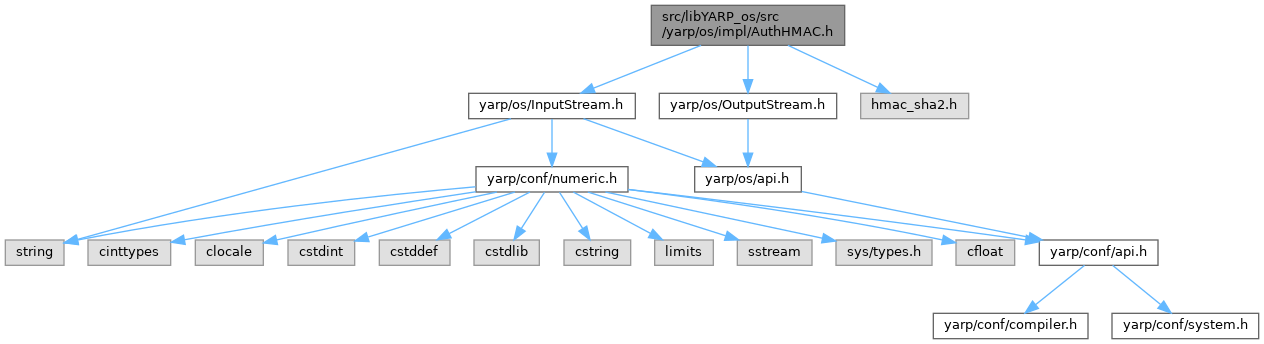 src/libYARP_os/src
/yarp/os/impl/AuthHMAC.h
yarp/os/InputStream.h
yarp/os/OutputStream.h
hmac_sha2.h
yarp/conf/numeric.h
yarp/os/api.h
string
cinttypes
clocale
cstdint
cstddef
cstdlib
cstring
limits
sstream
sys/types.h
cfloat
yarp/conf/api.h
yarp/conf/compiler.h
yarp/conf/system.h